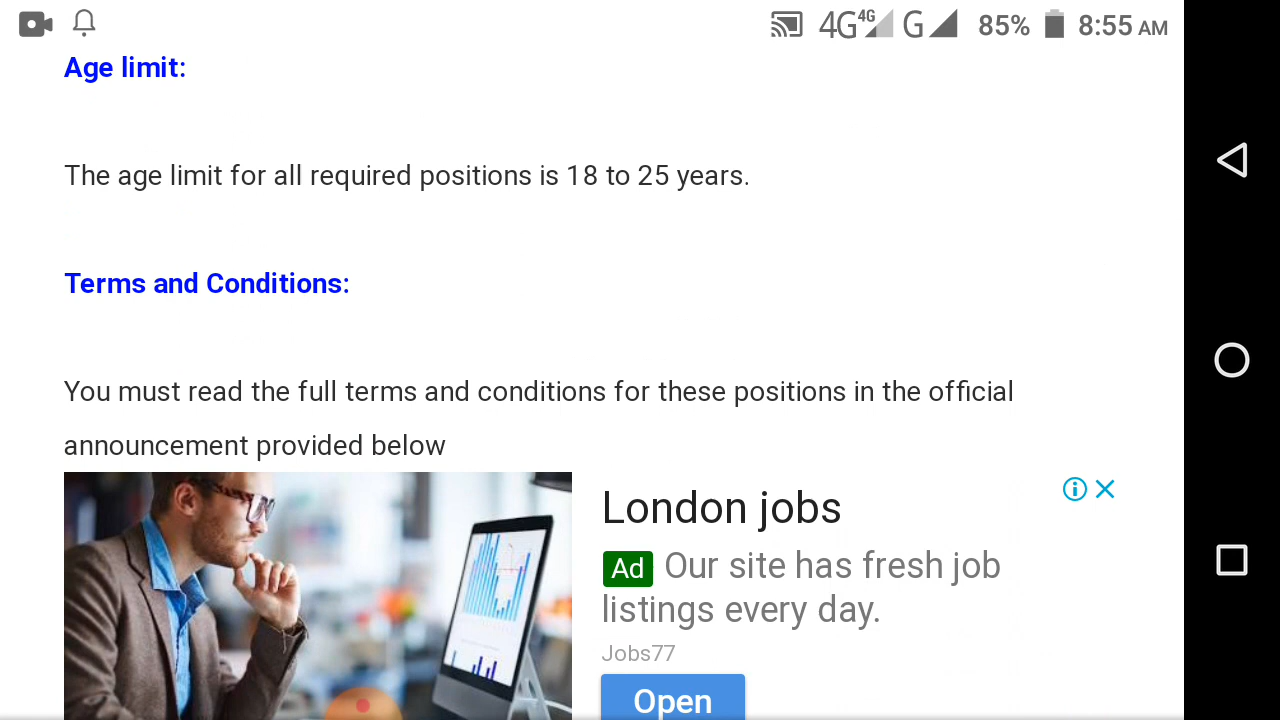 4G 4G G 85% 8:55 AM
Age limit:
The age limit for all required positions is 18 to 25 years.
Terms and Conditions:
You must read the full terms and conditions for these positions in the official
announcement provided below
London jobs
Ad Our site has fresh job
listings every day.
Jobs77
Open